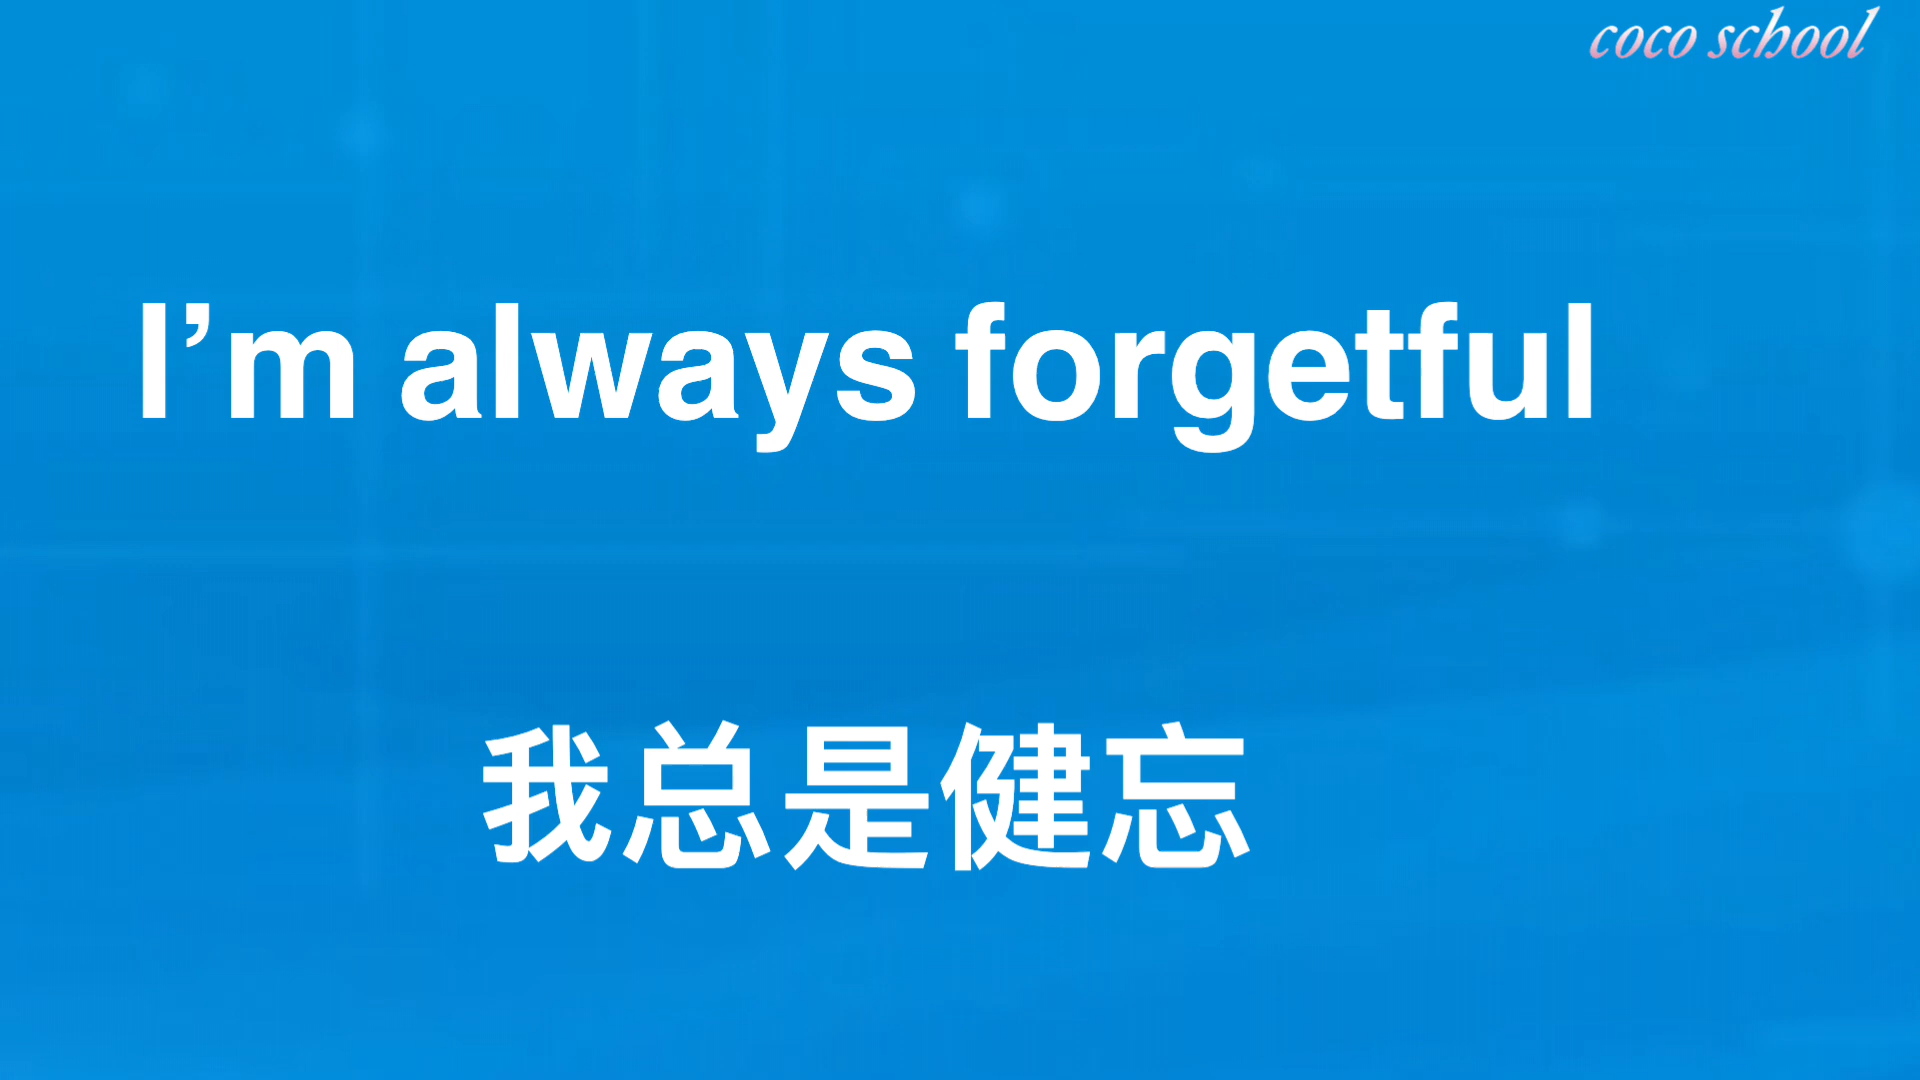 coco school
I’m always forgetful
我总是健忘